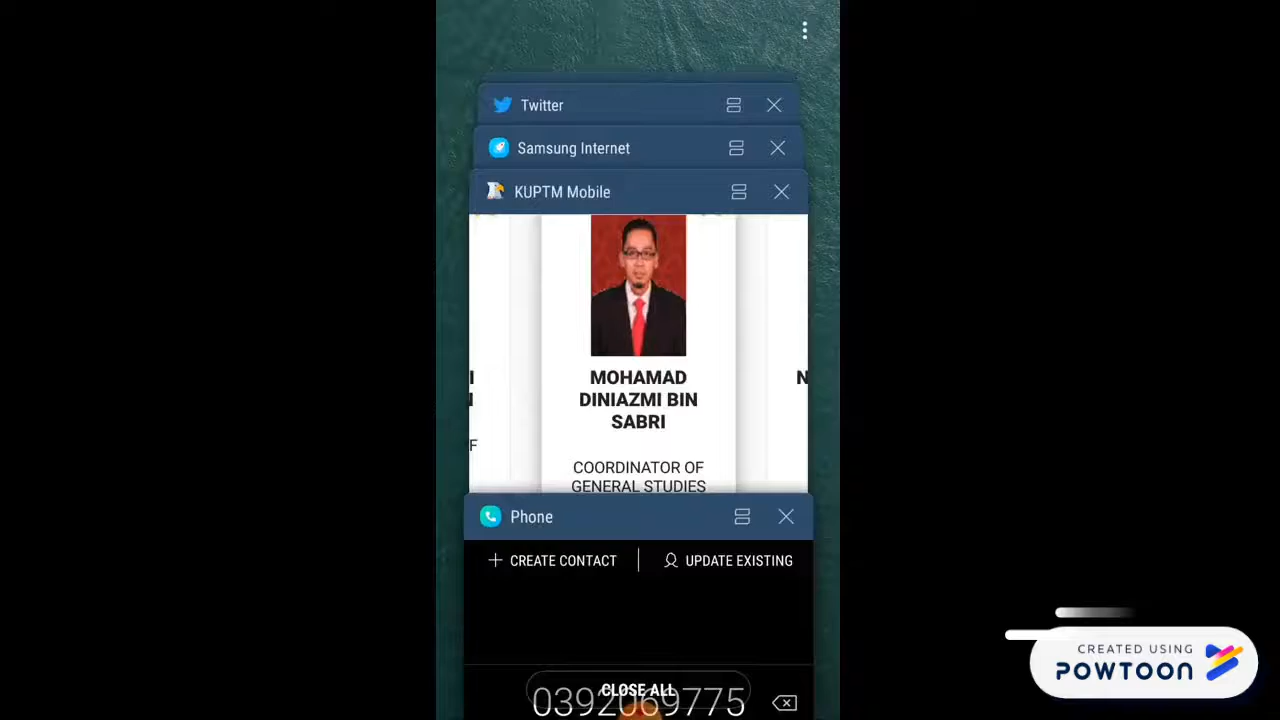 Twitter
Samsung Internet
KUPTM Mobile
MOHAMAD
DINIAZMI BIN
SABRI
COORDINATOR OF
GENERAL STUDIES
I
N
F
Phone
CREATE CONTACT
UPDATE EXISTING
CLOSE ALL
0392069775
CREATED USING
POWTOON